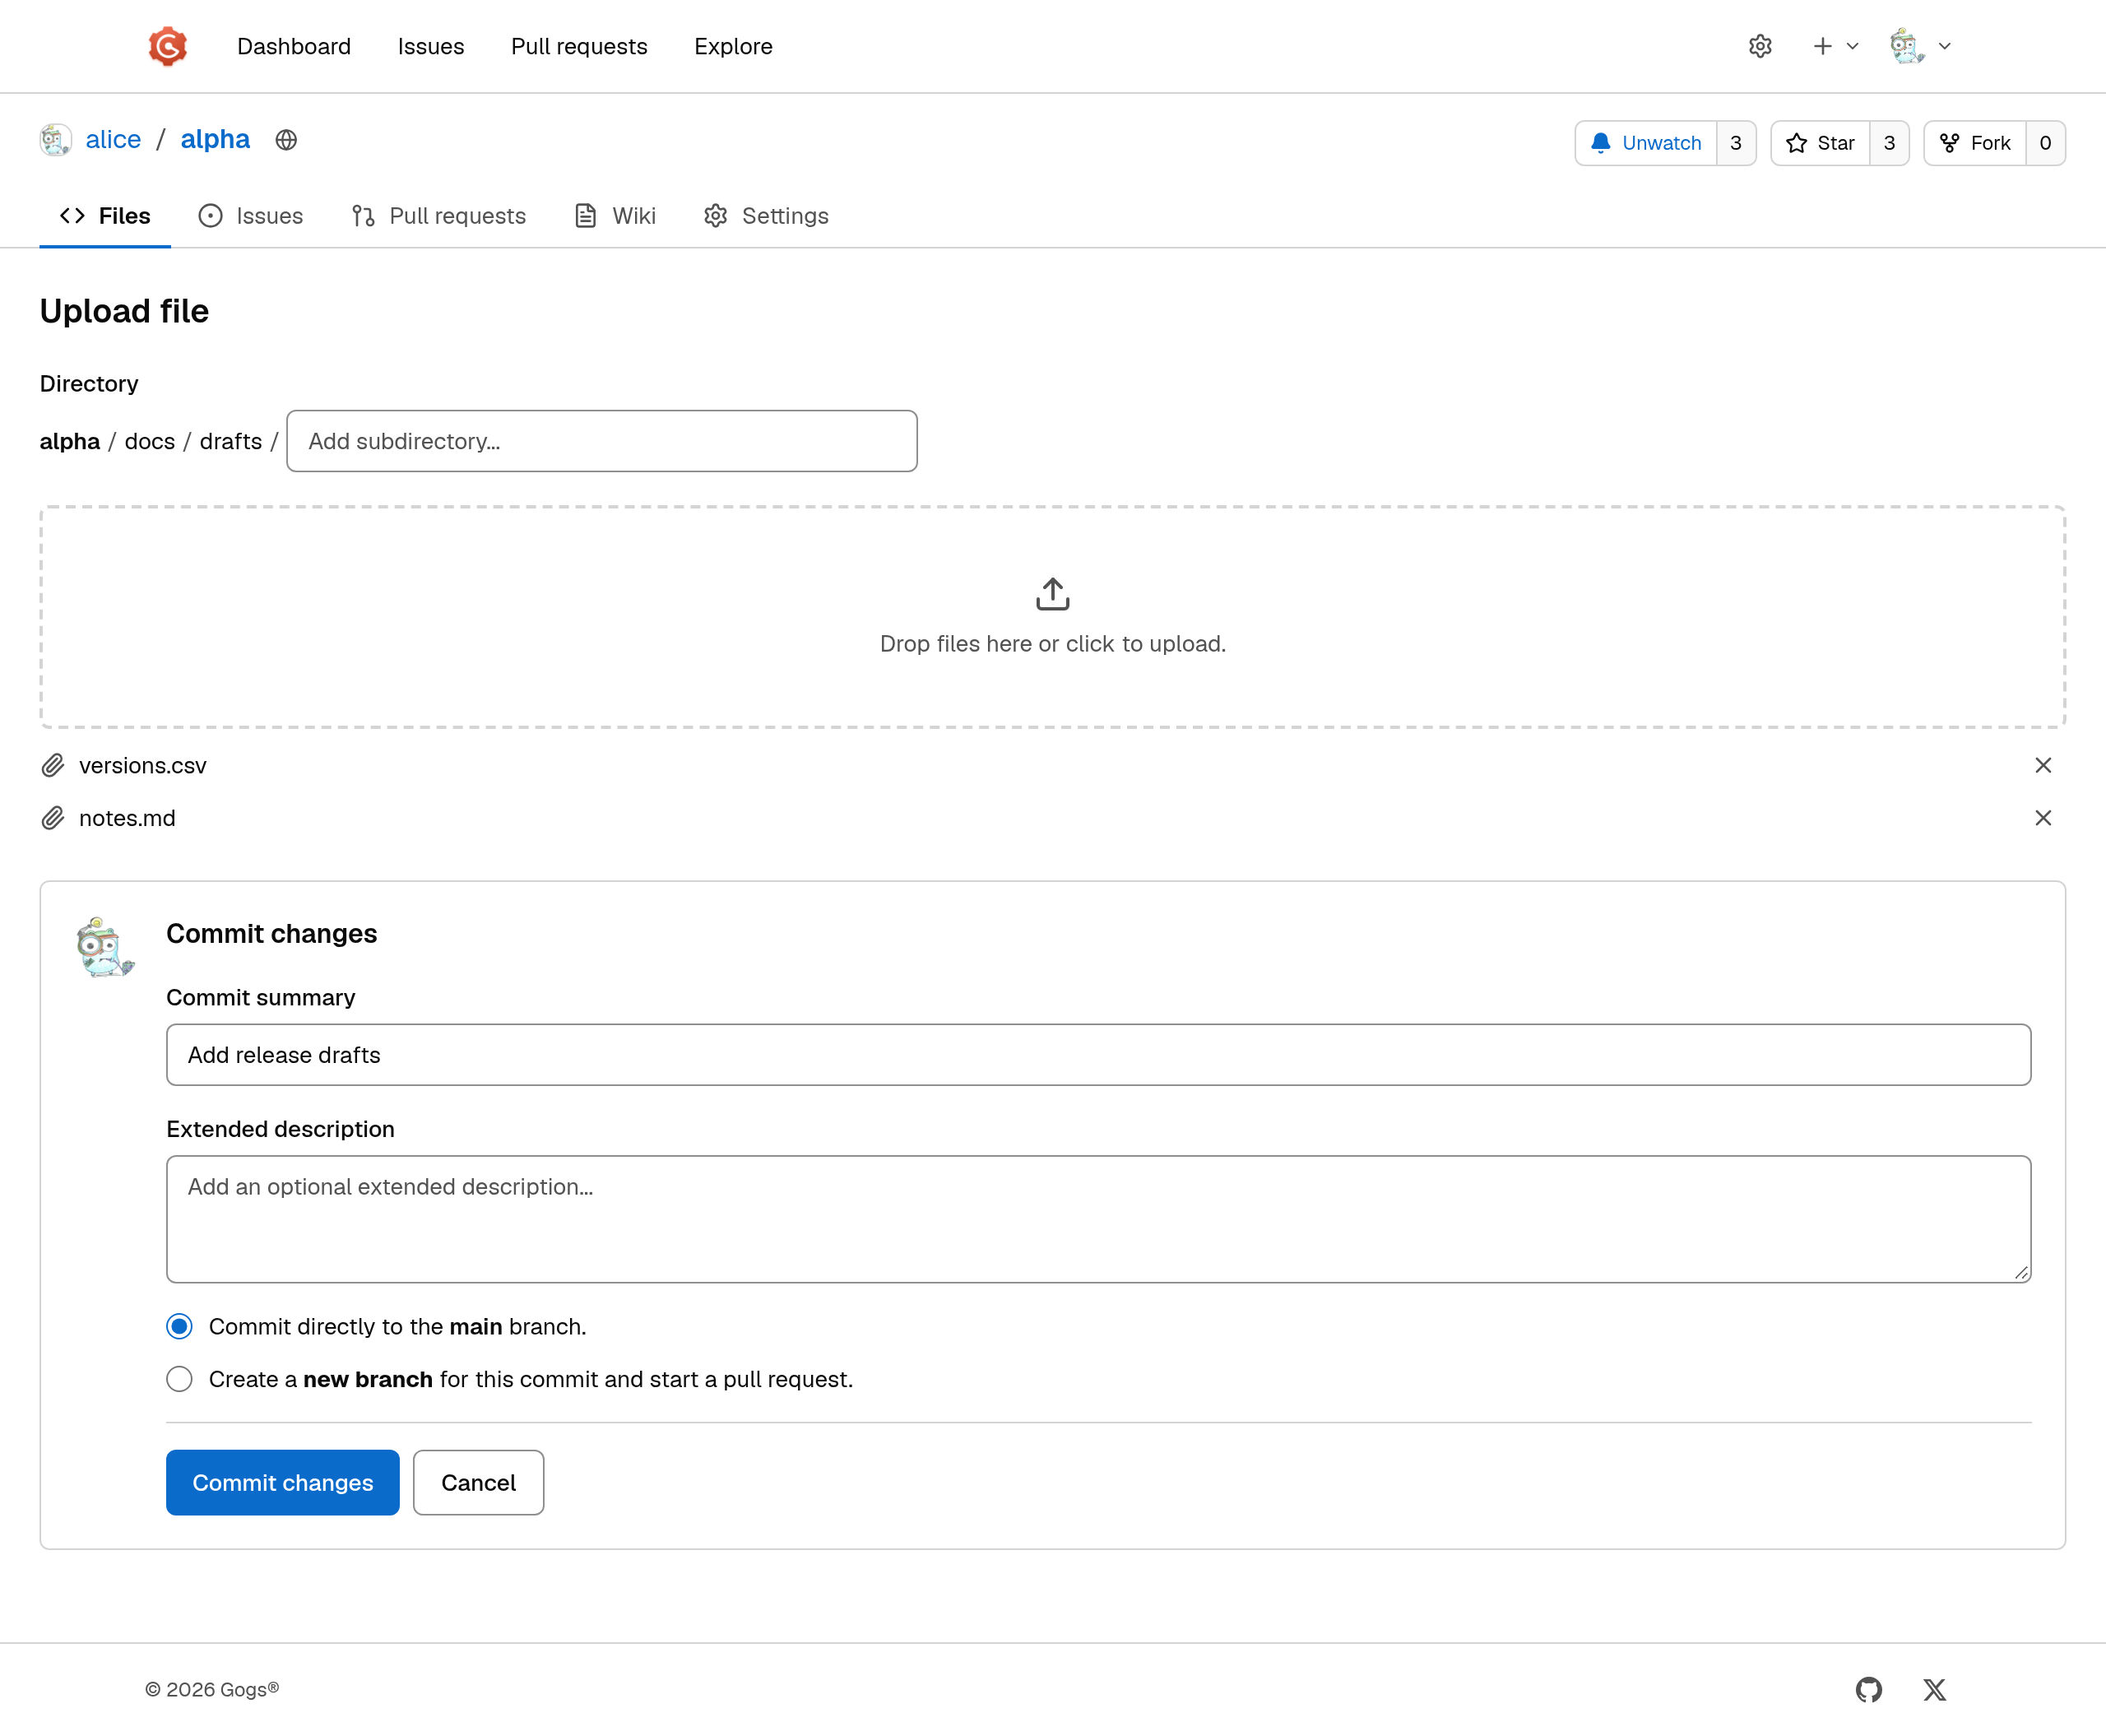 Dashboard Issues Pull requests Explore
alice / alpha
Unwatch 3 Star 3 Fork 0
Files Issues Pull requests Wiki Settings
Upload file
Directory
alpha / docs / drafts / Add subdirectory...
Drop files here or click to upload.
versions.csv
notes.md
Commit changes
Commit summary
Add release drafts
Extended description
Add an optional extended description...
Commit directly to the main branch.
Create a new branch for this commit and start a pull request.
Commit changes Cancel
© 2026 Gogs®